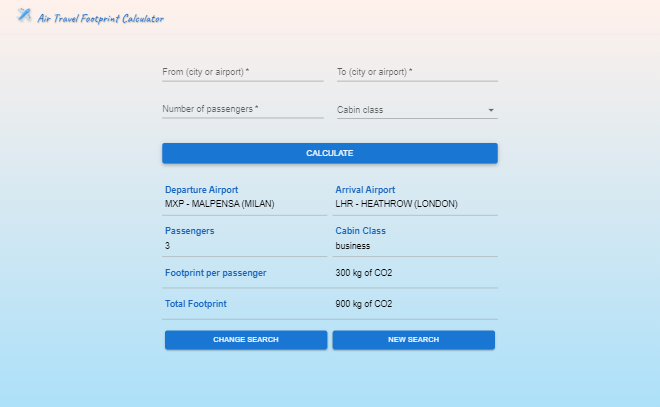 Air Travel Footprint Calculator
From (city or airport) *
To (city or airport) *
Number of passengers *
Cabin class
CALCULATE
Departure Airport
Arrival Airport
MXP - MALPENSA (MILAN)
LHR - HEATHROW (LONDON)
Passengers
Cabin Class
3
business
Footprint per passenger
300 kg of CO2
Total Footprint
900 kg of CO2
CHANGE SEARCH
NEW SEARCH